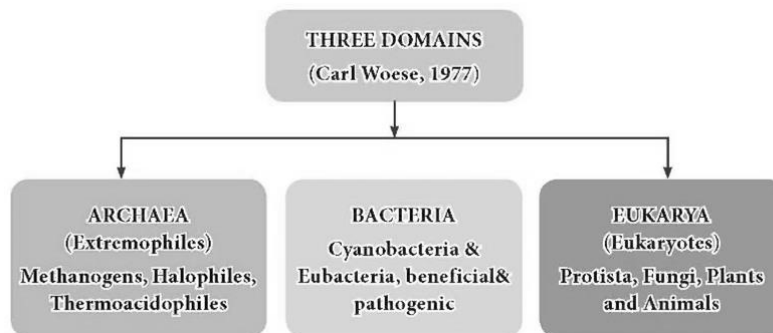 THREE DOMAINS
(Carl Woese, 1977)
ARCHAEA
(Extremophiles)
Methanogens, Halophiles,
Thermoacidophiles
BACTERIA
Cyanobacteria &
Eubacteria, beneficial&
pathogenic
EUKARYA
(Eukaryotes)
Protista, Fungi, Plants
and Animals